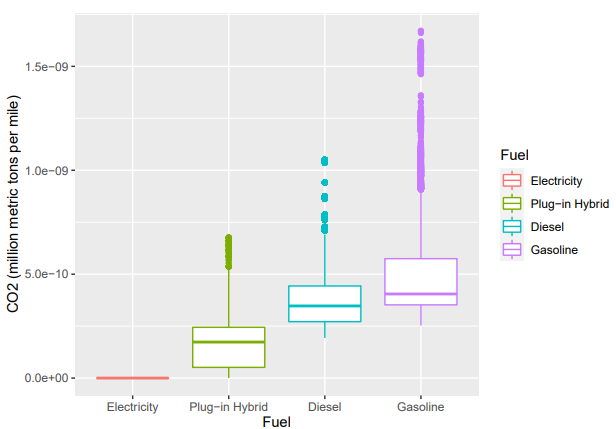 CO2 (million metric tons per mile)
1.5e−09
1.0e−09
5.0e−10
0.0e+00
Electricity
Plug−in Hybrid
Diesel
Gasoline
Fuel
Fuel
Electricity
Plug−in Hybrid
Diesel
Gasoline